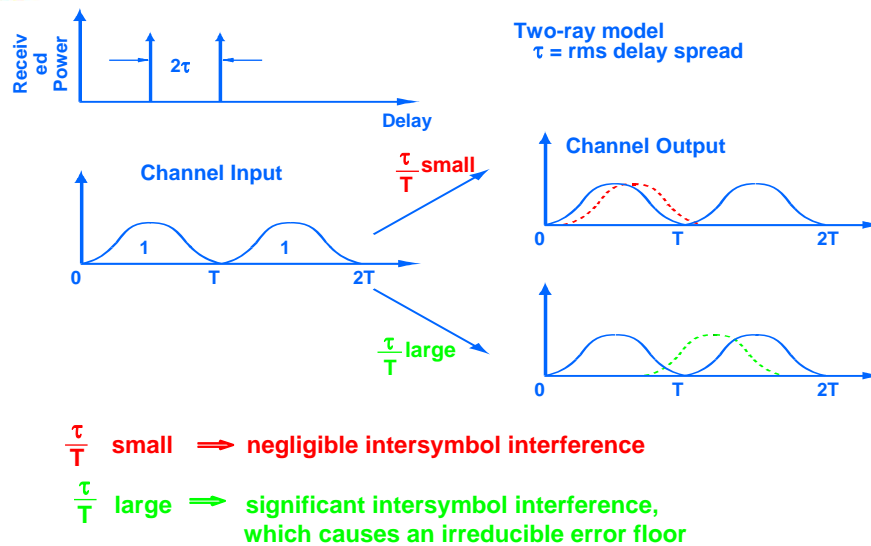 Receiv
ed
Power
2τ
Delay
Two-ray model
τ = rms delay spread
Channel Input
1
1
0
T
2T
τ
T
small
τ
T
large
Channel Output
0
T
2T
0
T
2T
τ
T
small ⇒ negligible intersymbol interference
τ
T
large ⇒ significant intersymbol interference,
which causes an irreducible error floor